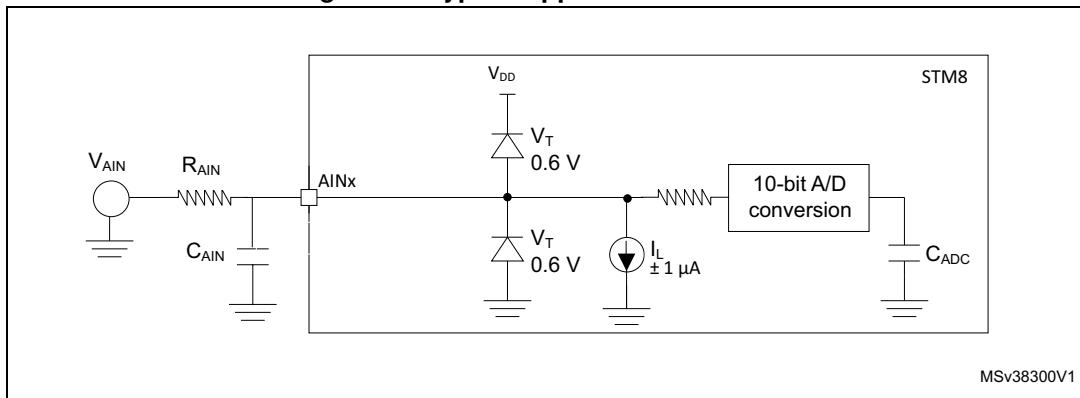 V_DD
STM8
V_T
0.6 V
V_AIN
R_AIN
AINx
10-bit A/D
conversion
C_AIN
V_T
0.6 V
I_L
± 1 µA
C_ADC
MSv38300V1